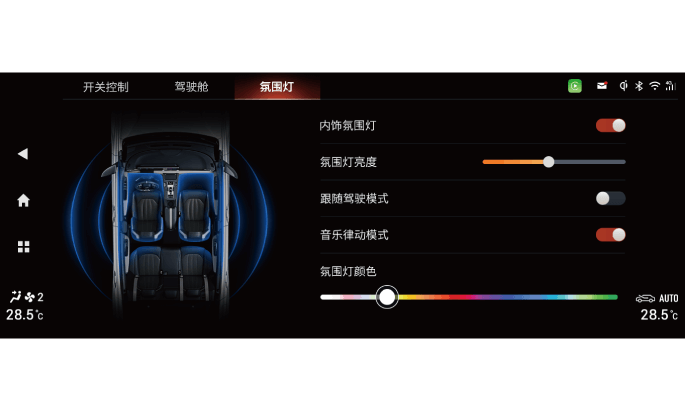 开关控制 驾驶舱 氛围灯
4G
内饰氛围灯
氛围灯亮度
跟随驾驶模式
音乐律动模式
氛围灯颜色
2
28.5°C
AUTO
28.5°C